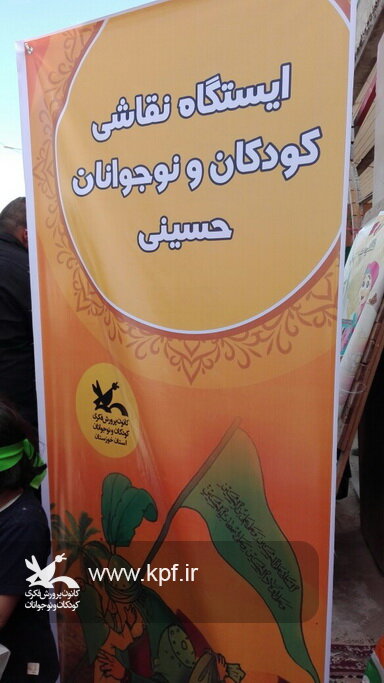 ایستگاه نقاشی
کودکان و نوجوانان
حسینی
کانون پرورش فکری
کودکان و نوجوانان
استان خوزستان
www.kpf.ir
کانون پرورش فکری
کودکان و نوجوانان